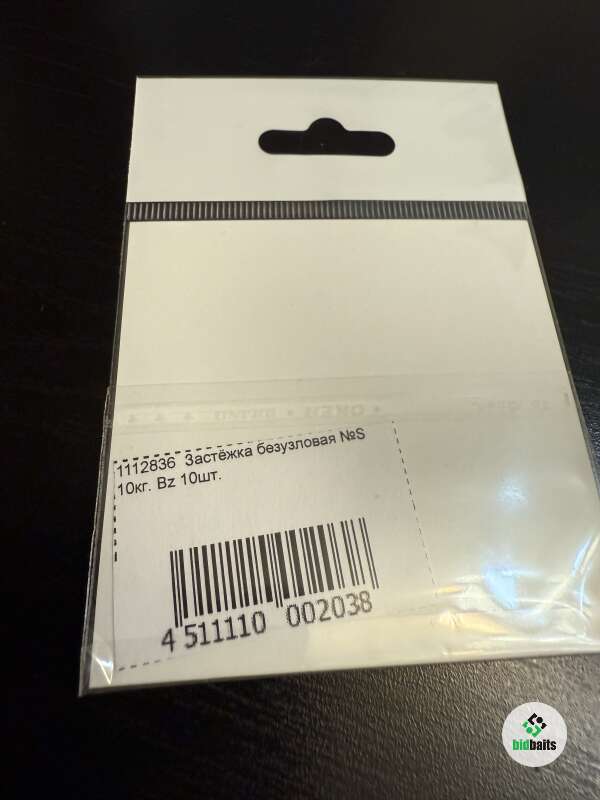 1112836 Застёжка безузловая №S
10кг. Bz 10шт.
4 511110 002038
bidbaits